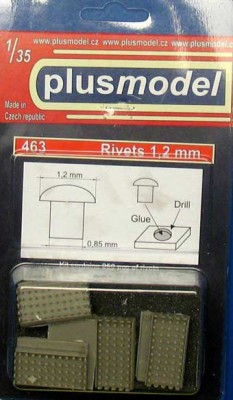 1/35
www.plusmodel.cz www.plusmodel.cz
plusmodel
Made in
Czech republic
463 Rivets 1,2 mm
1,2 mm
Drill
Glue
0,85 mm